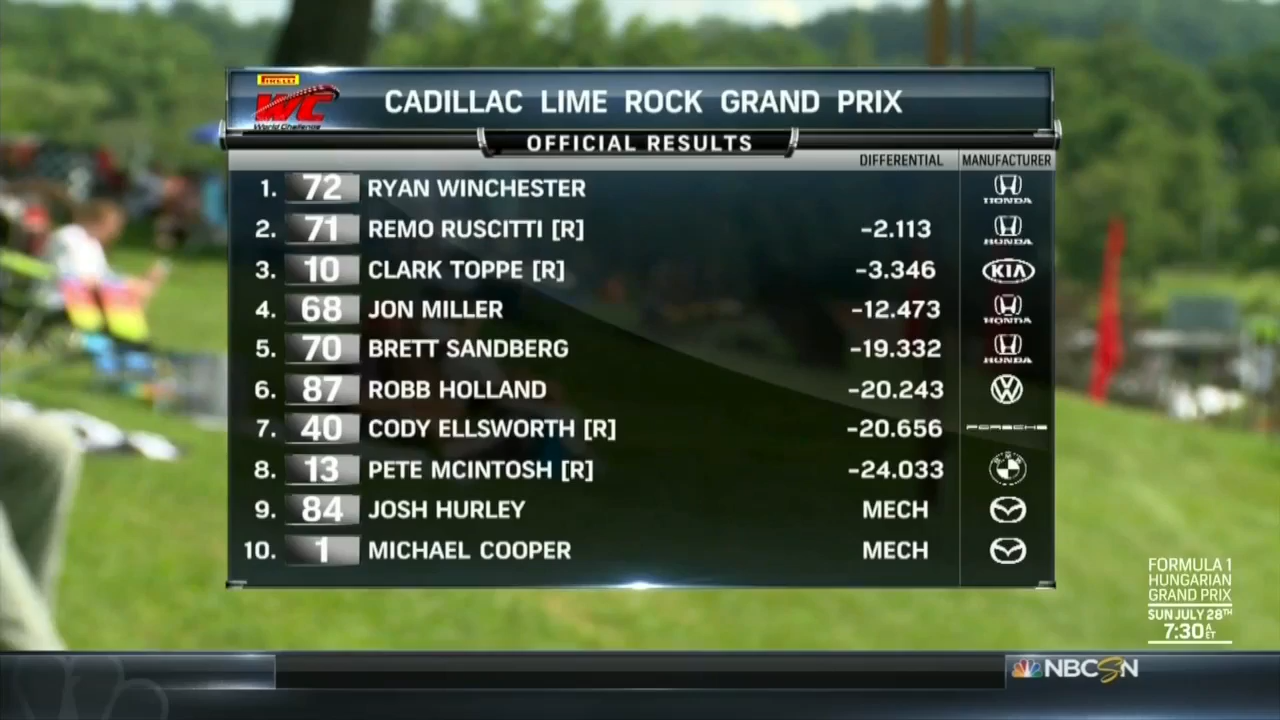 PIRELLI
WC
World Challenge
CADILLAC LIME ROCK GRAND PRIX
OFFICIAL RESULTS
DIFFERENTIAL MANUFACTURER
1. 72 RYAN WINCHESTER HONDA
2. 71 REMO RUSCITTI [R] -2.113 HONDA
3. 10 CLARK TOPPE [R] -3.346 KIA
4. 68 JON MILLER -12.473 HONDA
5. 70 BRETT SANDBERG -19.332 HONDA
6. 87 ROBB HOLLAND -20.243 VW
7. 40 CODY ELLSWORTH [R] -20.656 PORSCHE
8. 13 PETE MCINTOSH [R] -24.033 BMW
9. 84 JOSH HURLEY MECH
10. 1 MICHAEL COOPER MECH
FORMULA 1
HUNGARIAN
GRAND PRIX
SUN JULY 28TH
7:30 A ET
NBCSN